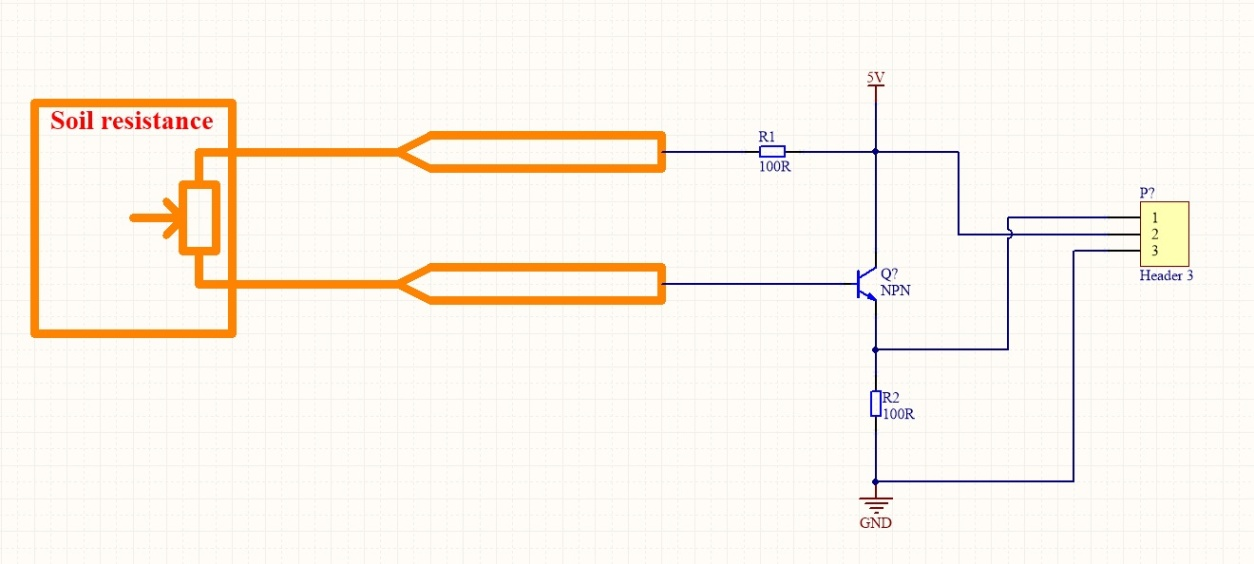 5V
Soil resistance
R1
100R
P?
1
2
3
Header 3
Q?
NPN
R2
100R
GND